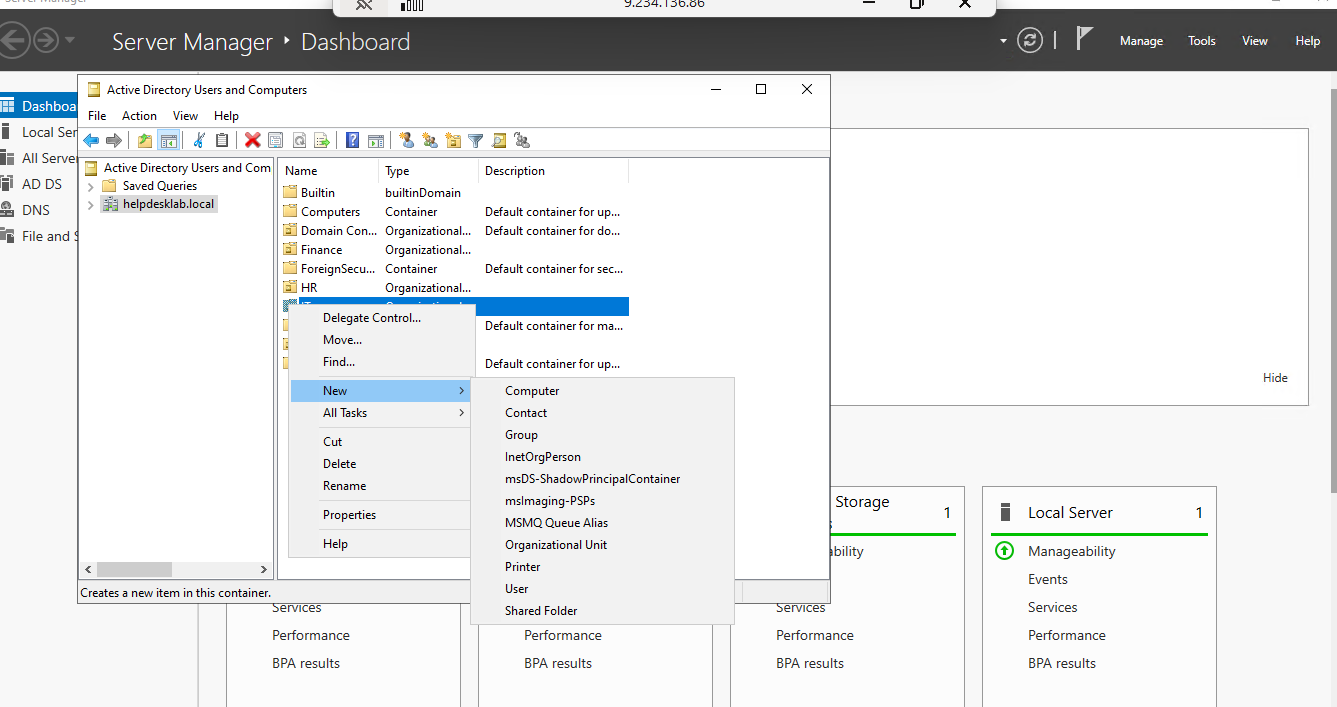 Server Manager
9.234.136.86
Server Manager ‣ Dashboard
Manage Tools View Help
Dashboa
Local Ser
All Server
AD DS
DNS
File and S
Active Directory Users and Computers
File Action View Help
Active Directory Users and Com
Saved Queries
helpdesklab.local
Name Type Description
Builtin builtinDomain
Computers Container Default container for up...
Domain Con... Organizational... Default container for do...
Finance Organizational...
ForeignSecu... Container Default container for sec...
HR Organizational...
Default container for ma...
Default container for up...
Delegate Control...
Move...
Find...
New
All Tasks
Cut
Delete
Rename
Properties
Help
Computer
Contact
Group
InetOrgPerson
msDS-ShadowPrincipalContainer
msImaging-PSPs
MSMQ Queue Alias
Organizational Unit
Printer
User
Shared Folder
Creates a new item in this container.
Hide
Services
Performance
BPA results
Performance
BPA results
Storage 1
ability
Services
Performance
BPA results
Local Server 1
Manageability
Events
Services
Performance
BPA results